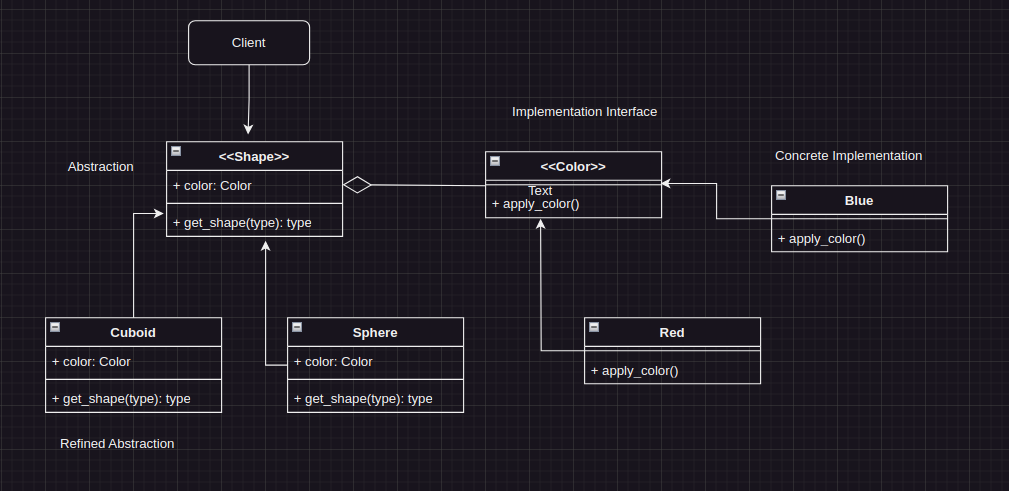 Client
Implementation Interface
Abstraction
<<Shape>>
+ color: Color
+ get_shape(type): type
<<Color>>
Text
+ apply_color()
Concrete Implementation
Blue
+ apply_color()
Cuboid
+ color: Color
+ get_shape(type): type
Sphere
+ color: Color
+ get_shape(type): type
Red
+ apply_color()
Refined Abstraction